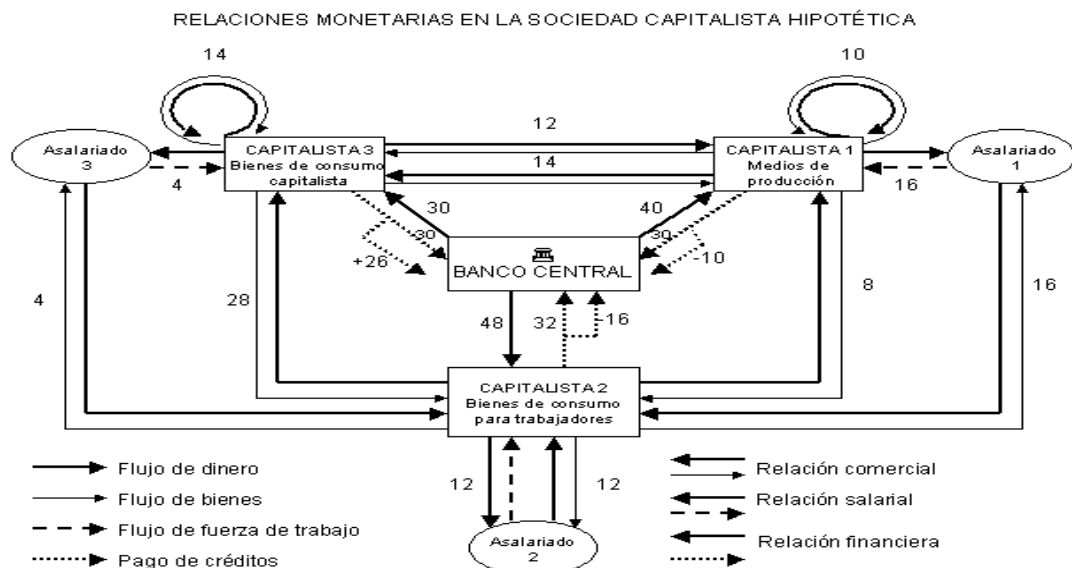 RELACIONES MONETARIAS EN LA SOCIEDAD CAPITALISTA HIPOTÉTICA
14
10
Asalariado
3
CAPITALISTA 3
Bienes de consumo
capitalista
12
14
CAPITALISTA 1
Medios de
producción
Asalariado
1
4
16
30
40
30
30
+26
-10
BANCO CENTRAL
4
28
48
32
-16
8
16
CAPITALISTA 2
Bienes de consumo
para trabajadores
12
12
Asalariado
2
Flujo de dinero
Flujo de bienes
Flujo de fuerza de trabajo
Pago de créditos
Relación comercial
Relación salarial
Relación financiera